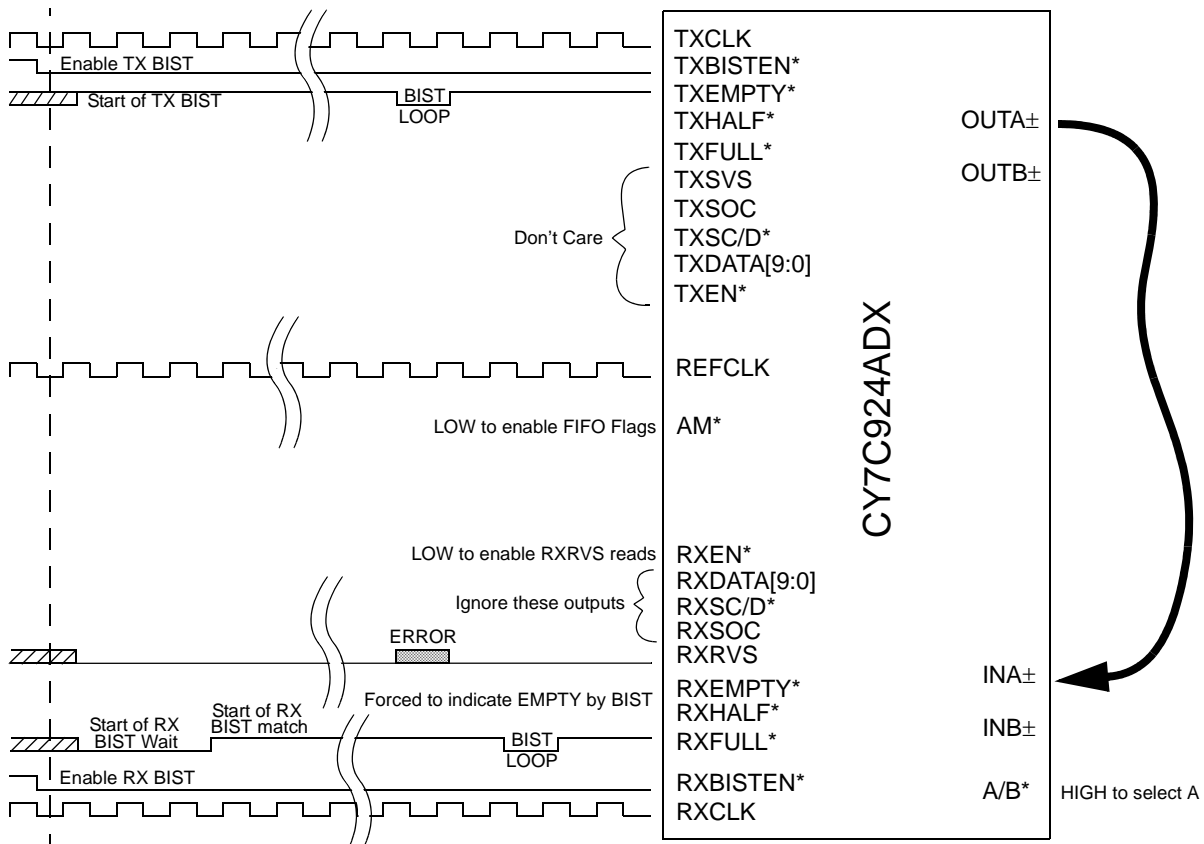 TXCLK
Enable TX BIST
TXBISTEN*
Start of TX BIST
BIST
LOOP
TXEMPTY*
TXHALF*
OUTA±
TXFULL*
OUTB±
TXSVS
TXSOC
Don't Care
TXSC/D*
TXDATA[9:0]
TXEN*
CY7C924ADX
REFCLK
LOW to enable FIFO Flags
AM*
LOW to enable RXRVS reads
RXEN*
RXDATA[9:0]
Ignore these outputs
RXSC/D*
RXSOC
ERROR
RXRVS
INA±
Forced to indicate EMPTY by BIST
RXEMPTY*
RXHALF*
Start of RX
BIST Wait
Start of RX
BIST match
BIST
LOOP
RXFULL*
INB±
Enable RX BIST
RXBISTEN*
A/B*
HIGH to select A
RXCLK